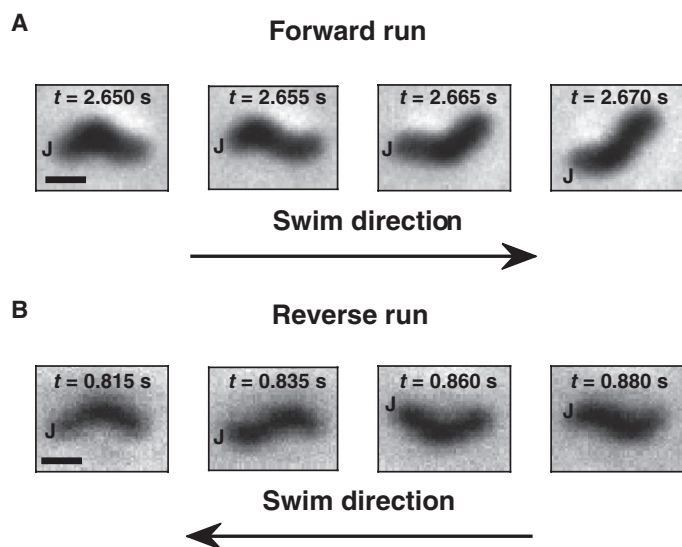 A
Forward run
t = 2.650 s t = 2.655 s t = 2.665 s t = 2.670 s
J J J J
Swim direction
B
Reverse run
t = 0.815 s t = 0.835 s t = 0.860 s t = 0.880 s
J J J J
Swim direction